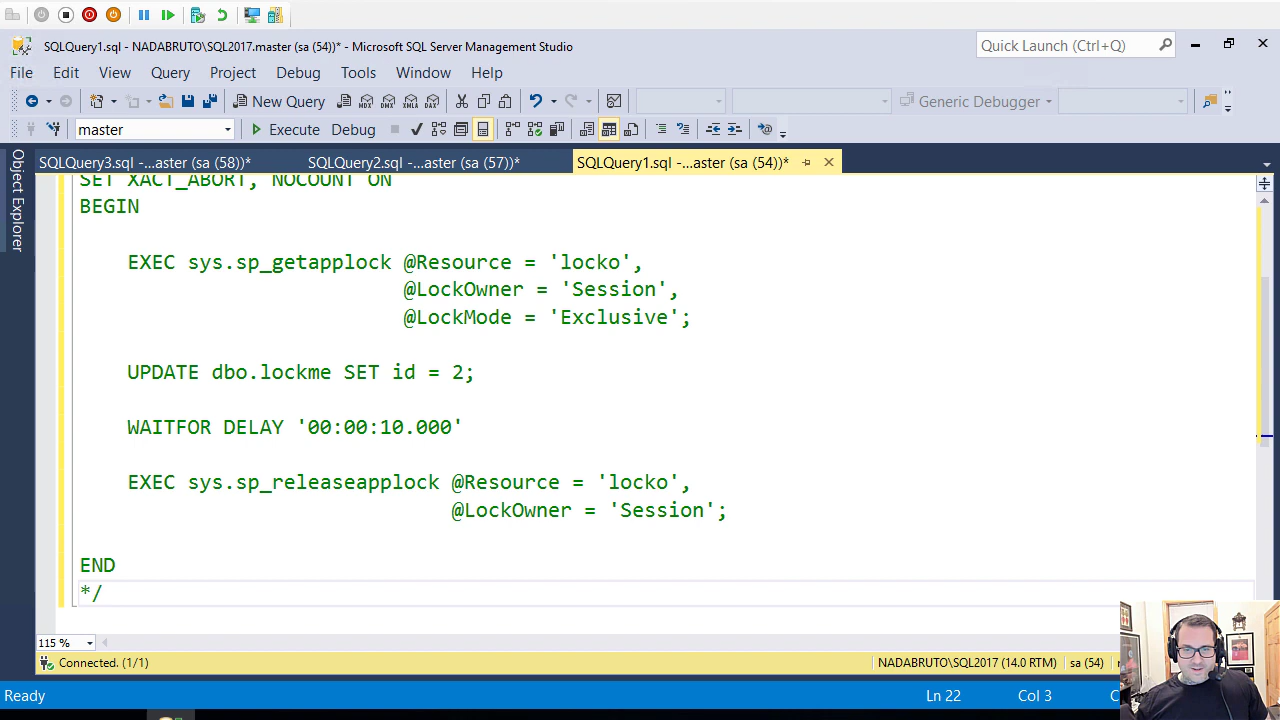 SQLQuery1.sql - NADABRUTO\SQL2017.master (sa (54))* - Microsoft SQL Server Management Studio
Quick Launch (Ctrl+Q)
File Edit View Query Project Debug Tools Window Help
New Query
Generic Debugger
master
Execute Debug
SQLQuery3.sql -...aster (sa (58))* SQLQuery2.sql -...aster (sa (57))* SQLQuery1.sql -...aster (sa (54))*
Object Explorer
SET XACT_ABORT, NOCOUNT ON
BEGIN
EXEC sys.sp_getapplock @Resource = 'locko',
@LockOwner = 'Session',
@LockMode = 'Exclusive';
UPDATE dbo.lockme SET id = 2;
WAITFOR DELAY '00:00:10.000'
EXEC sys.sp_releaseapplock @Resource = 'locko',
@LockOwner = 'Session';
END
*/
115 %
Connected. (1/1)
NADABRUTO\SQL2017 (14.0 RTM) sa (54)
Ready
Ln 22
Col 3